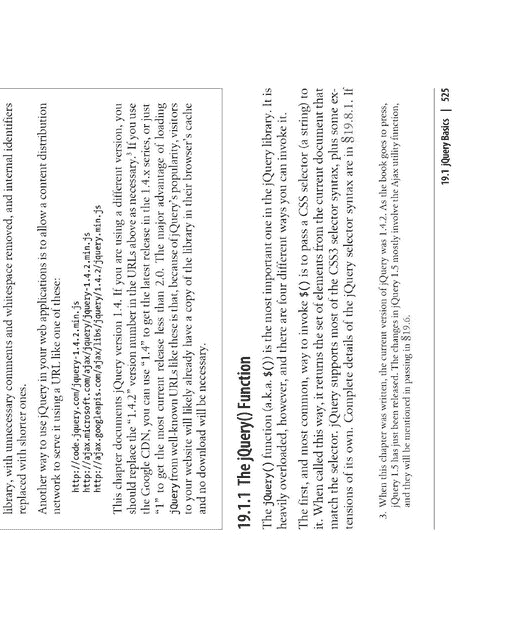 library, with unnecessary comments and whitespace removed, and internal identifiers
replaced with shorter ones.
Another way to use jQuery in your web applications is to allow a content distribution
network to serve it using a URL like one of these:
http://code.jquery.com/jquery-1.4.2.min.js
http://ajax.microsoft.com/ajax/jquery/jquery-1.4.2.min.js
http://ajax.googleapis.com/ajax/libs/jquery/1.4.2/jquery.min.js
This chapter documents jQuery version 1.4. If you are using a different version, you
should replace the “1.4.2” version number in the URLs above as necessary.3 If you use
the Google CDN, you can use “1.4” to get the latest release in the 1.4.x series, or just
“1” to get the most current release less than 2.0. The major advantage of loading
jQuery from well-known URLs like these is that, because of jQuery’s popularity, visitors
to your website will likely already have a copy of the library in their browser’s cache
and no download will be necessary.
19.1.1 The jQuery() Function
The jQuery() function (a.k.a. $()) is the most important one in the jQuery library. It is
heavily overloaded, however, and there are four different ways you can invoke it.
The first, and most common, way to invoke $() is to pass a CSS selector (a string) to
it. When called this way, it returns the set of elements from the current document that
match the selector. jQuery supports most of the CSS3 selector syntax, plus some ex-
tensions of its own. Complete details of the jQuery selector syntax are in §19.8.1. If
3. When this chapter was written, the current version of jQuery was 1.4.2. As the book goes to press,
jQuery 1.5 has just been released. The changes in jQuery 1.5 mostly involve the Ajax utility function,
and they will be mentioned in passing in §19.6.
19.1 jQuery Basics | 525